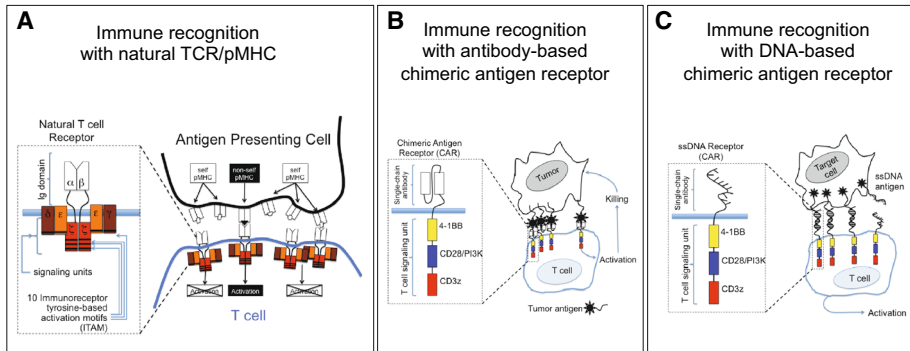 A
Immune recognition
with natural TCR/pMHC
Natural T cell
Receptor
Ig domain
α β
δ ε ε γ
ζ ζ
signaling units
10 Immunoreceptor
tyrosine-based
activation motifs
(ITAM)
Antigen Presenting Cell
self
pMHC
non-self
pMHC
self
pMHC
Activation
Activation
Activation
T cell
B
Immune recognition
with antibody-based
chimeric antigen receptor
Chimeric Antigen
Receptor (CAR)
Single-chain
antibody
T cell signaling unit
4-1BB
CD28/PI3K
CD3z
Tumor
Killing
Activation
T cell
Tumor antigen
C
Immune recognition
with DNA-based
chimeric antigen receptor
ssDNA Receptor
(CAR)
Single-chain
antibody
T cell signaling unit
4-1BB
CD28/PI3K
CD3z
Target
cell
ssDNA
antigen
T cell
Activation